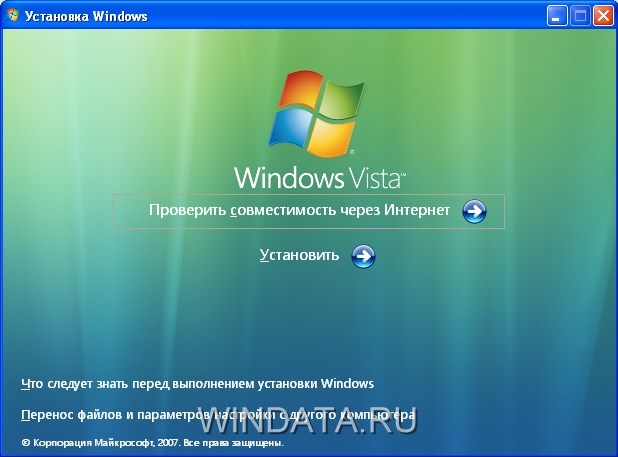 Установка Windows
Windows Vista™
Проверить совместимость через Интернет
Установить
Что следует знать перед выполнением установки Windows
Перенос файлов и параметров настройки с другого компьютера
WINDATA.RU
© Корпорация Майкрософт, 2007. Все права защищены.